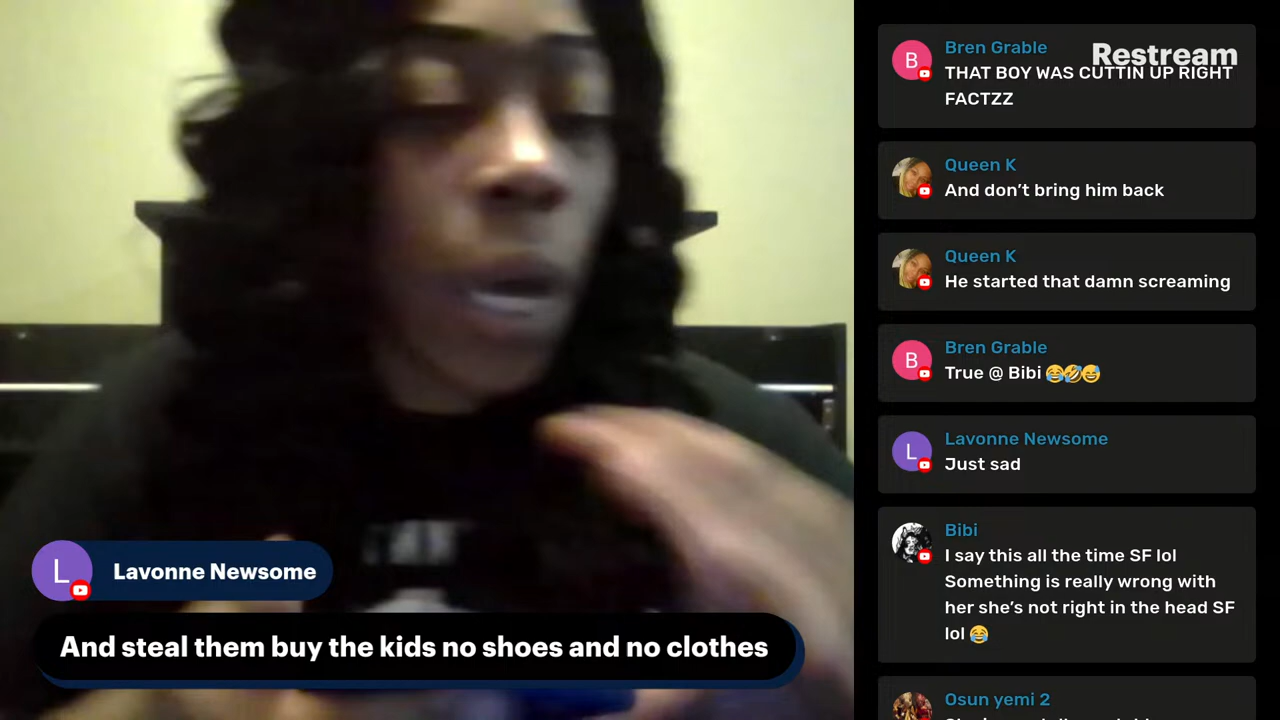 Restream
B
Bren Grable
THAT BOY WAS CUTTIN UP RIGHT
FACTZZ
Queen K
And don’t bring him back
Queen K
He started that damn screaming
B
Bren Grable
True @ Bibi 😂🤣😅
L
Lavonne Newsome
Just sad
Bibi
I say this all the time SF lol
Something is really wrong with
her she’s not right in the head SF
lol 😂
Osun yemi 2
L
Lavonne Newsome
And steal them buy the kids no shoes and no clothes